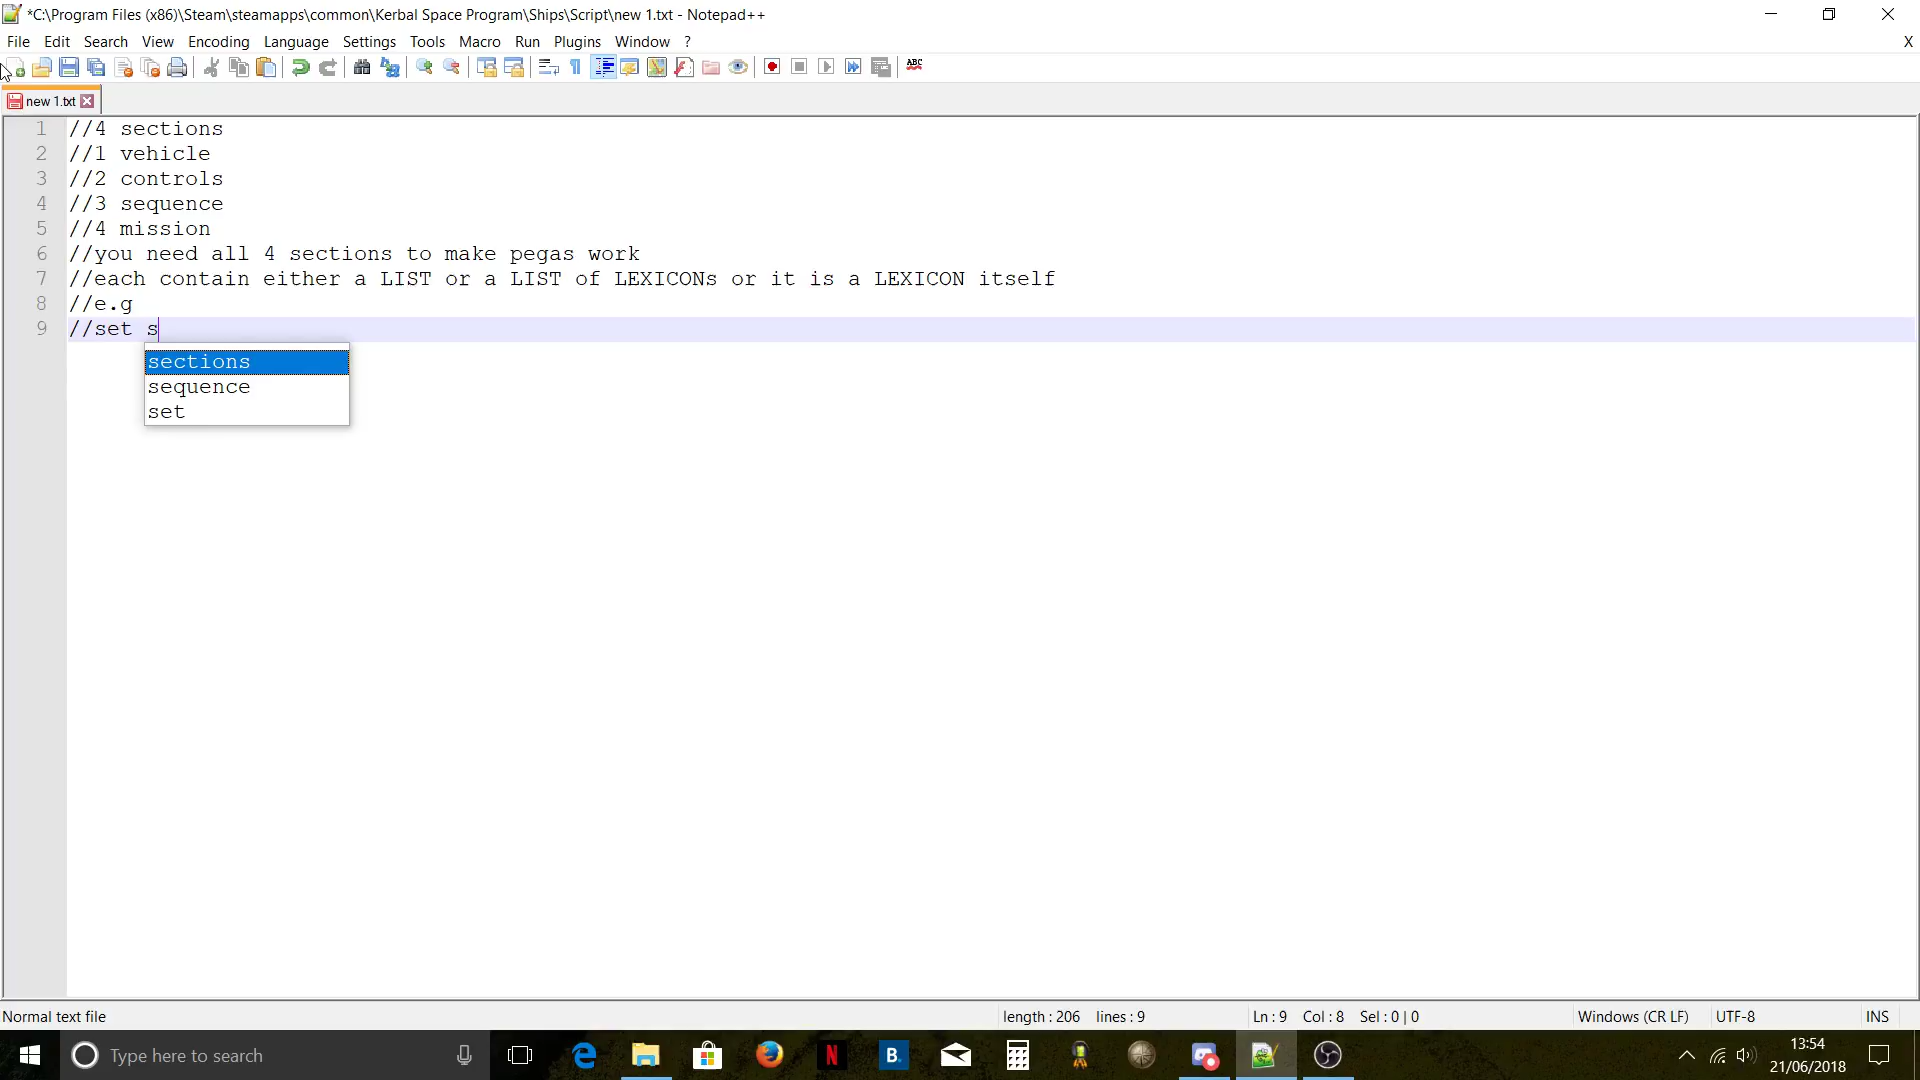 *C:\Program Files (x86)\Steam\steamapps\common\Kerbal Space Program\Ships\Script\new 1.txt - Notepad++
File Edit Search View Encoding Language Settings Tools Macro Run Plugins Window ? X
ABC
new 1.txt
1 //4 sections
2 //1 vehicle
3 //2 controls
4 //3 sequence
5 //4 mission
6 //you need all 4 sections to make pegas work
7 //each contain either a LIST or a LIST of LEXICONs or it is a LEXICON itself
8 //e.g
9 //set s
sections
sequence
set
Normal text file length : 206 lines : 9 Ln : 9 Col : 8 Sel : 0 | 0 Windows (CR LF) UTF-8 INS
Type here to search N B. 13:54
21/06/2018